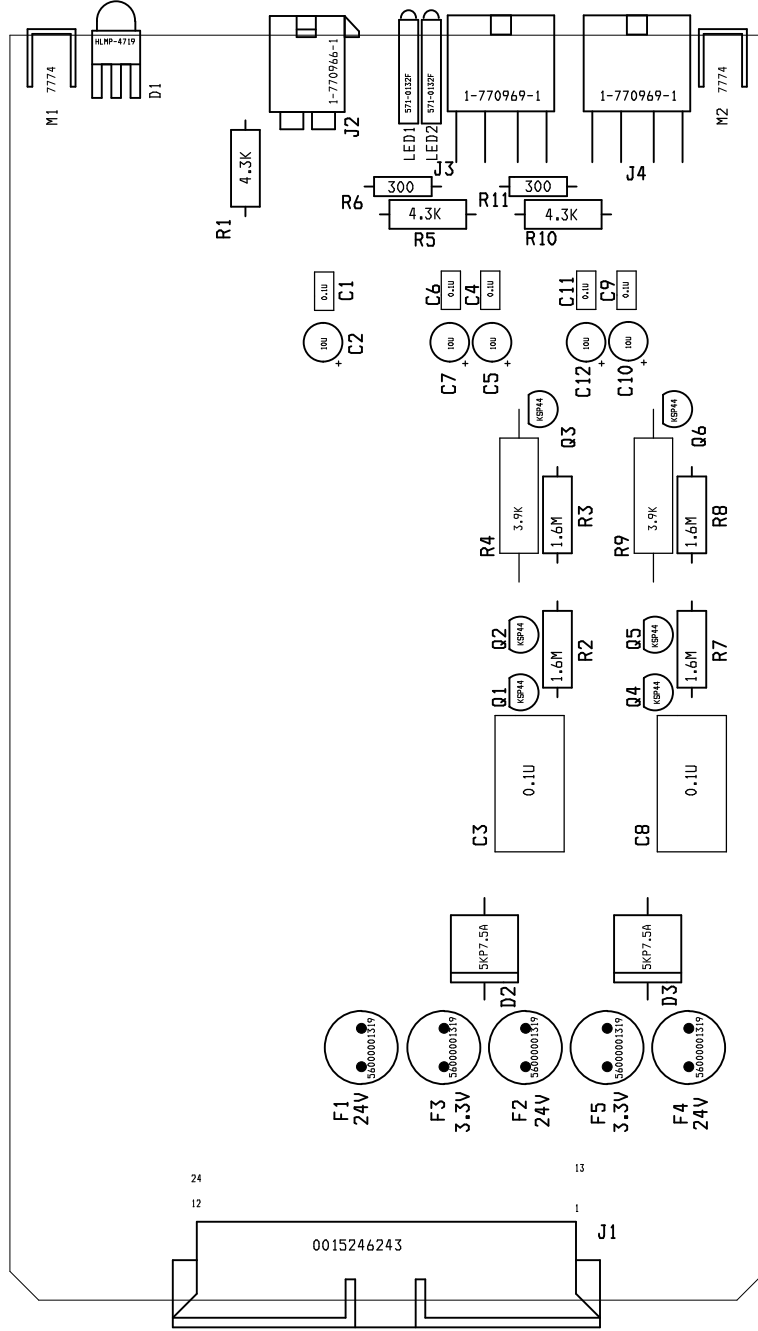 HLMP-4719
D1
7774
M1
1-770966-1
J2
571-0132F
571-0132F
LED1
LED2
1-770969-1
J3
1-770969-1
J4
7774
M2
4.3K
R1
300
R6
4.3K
R5
300
R11
4.3K
R10
0.1U
C1
C6
0.1U
C4
0.1U
C11
0.1U
C9
0.1U
10U
+
C2
10U
+
C7
10U
C5
10U
+
C12
10U
+
C10
KSP44
Q3
KSP44
Q6
3.9K
R4
1.6M
R3
3.9K
R9
1.6M
R8
Q2
KSP44
1.6M
R2
Q5
KSP44
1.6M
R7
Q1
KSP44
Q4
KSP44
0.1U
C3
0.1U
C8
5KP7.5A
D2
5KP7.5A
D3
56000001319
56000001319
56000001319
56000001319
56000001319
F1
24V
F3
3.3V
F2
24V
F5
3.3V
F4
24V
24
13
12
1
0015246243
J1